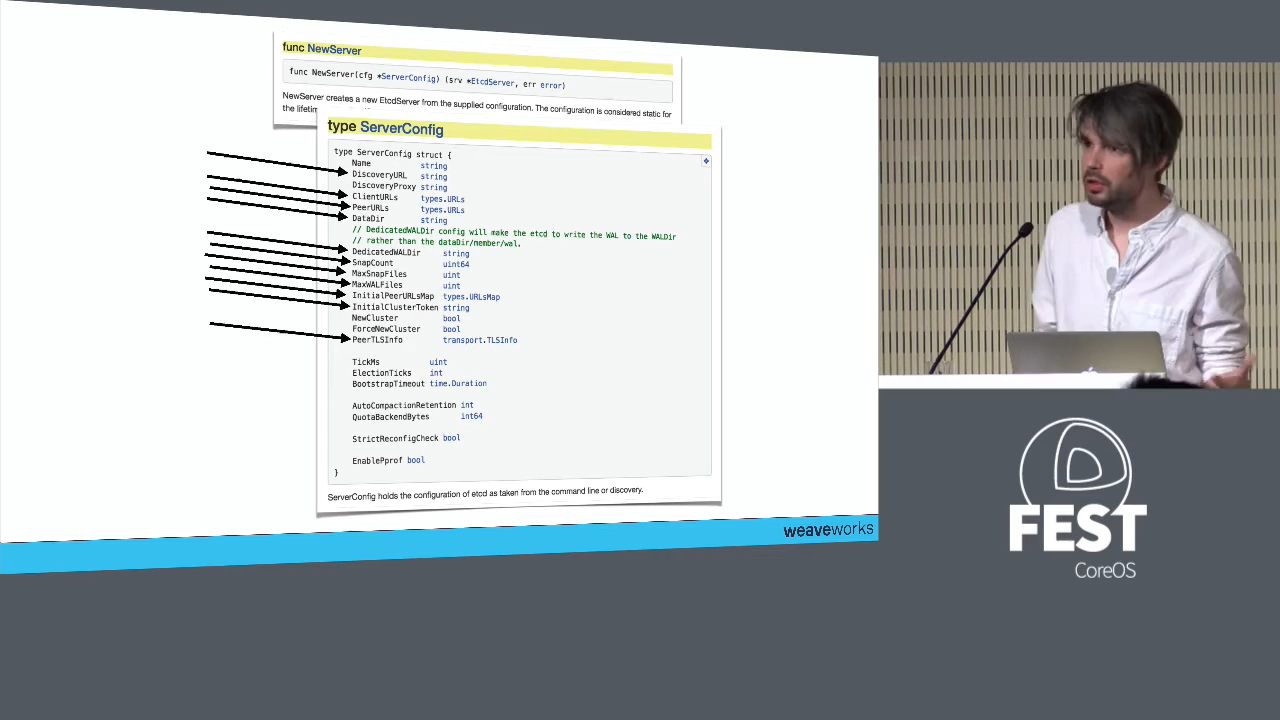 func NewServer
func NewServer(cfg *ServerConfig) (srv *EtcdServer, err error)
NewServer creates a new EtcdServer from the supplied configuration. The configuration is considered static for
the
type ServerConfig
type ServerConfig struct {
Name string
DiscoveryURL string
DiscoveryProxy string
ClientURLs types.URLs
PeerURLs types.URLs
DataDir string
// DedicatedWALDir config will make the etcd to write the WAL to the WALDir
// rather than the dataDir/member/wal.
DedicatedWALDir string
SnapCount uint64
MaxSnapFiles uint
MaxWALFiles uint
InitialPeerURLsMap types.URLsMap
InitialClusterToken string
NewCluster bool
ForceNewCluster bool
PeerTLSInfo transport.TLSInfo
TickMs uint
ElectionTicks int
BootstrapTimeout time.Duration
AutoCompactionRetention int
QuotaBackendBytes int64
StrictReconfigCheck bool
EnablePprof bool
}
ServerConfig holds the configuration of etcd as taken from the command line or discovery.
weaveworks
FEST
CoreOS